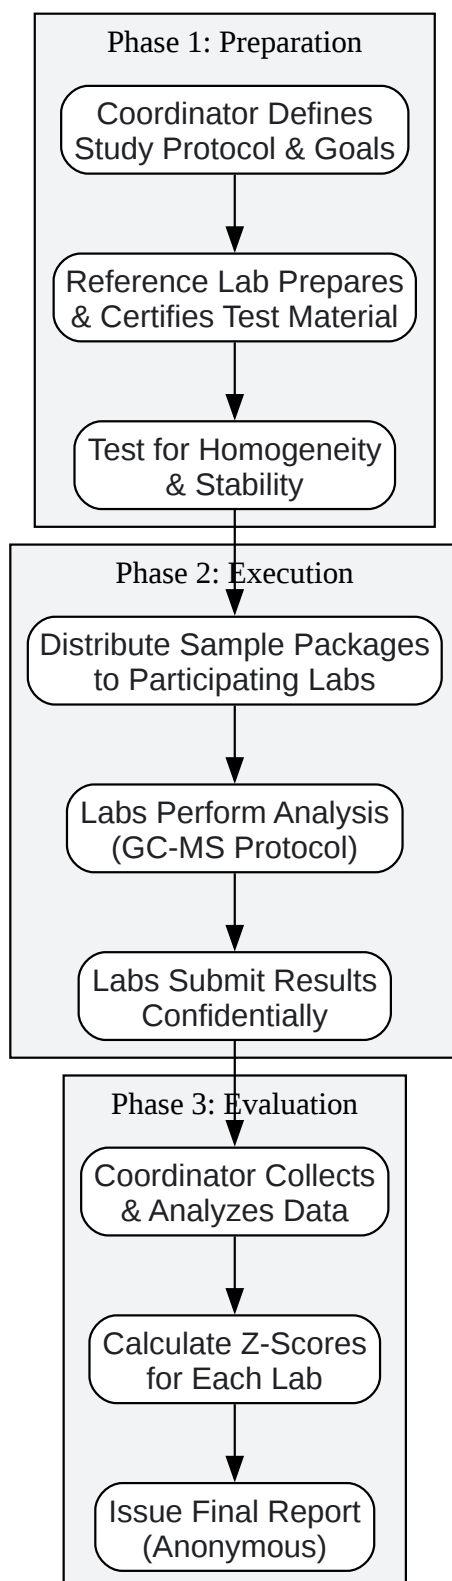 Phase 1: Preparation
Coordinator Defines
Study Protocol & Goals
Reference Lab Prepares
& Certifies Test Material
Test for Homogeneity
& Stability
Phase 2: Execution
Distribute Sample Packages
to Participating Labs
Labs Perform Analysis
(GC-MS Protocol)
Labs Submit Results
Confidentially
Phase 3: Evaluation
Coordinator Collects
& Analyzes Data
Calculate Z-Scores
for Each Lab
Issue Final Report
(Anonymous)